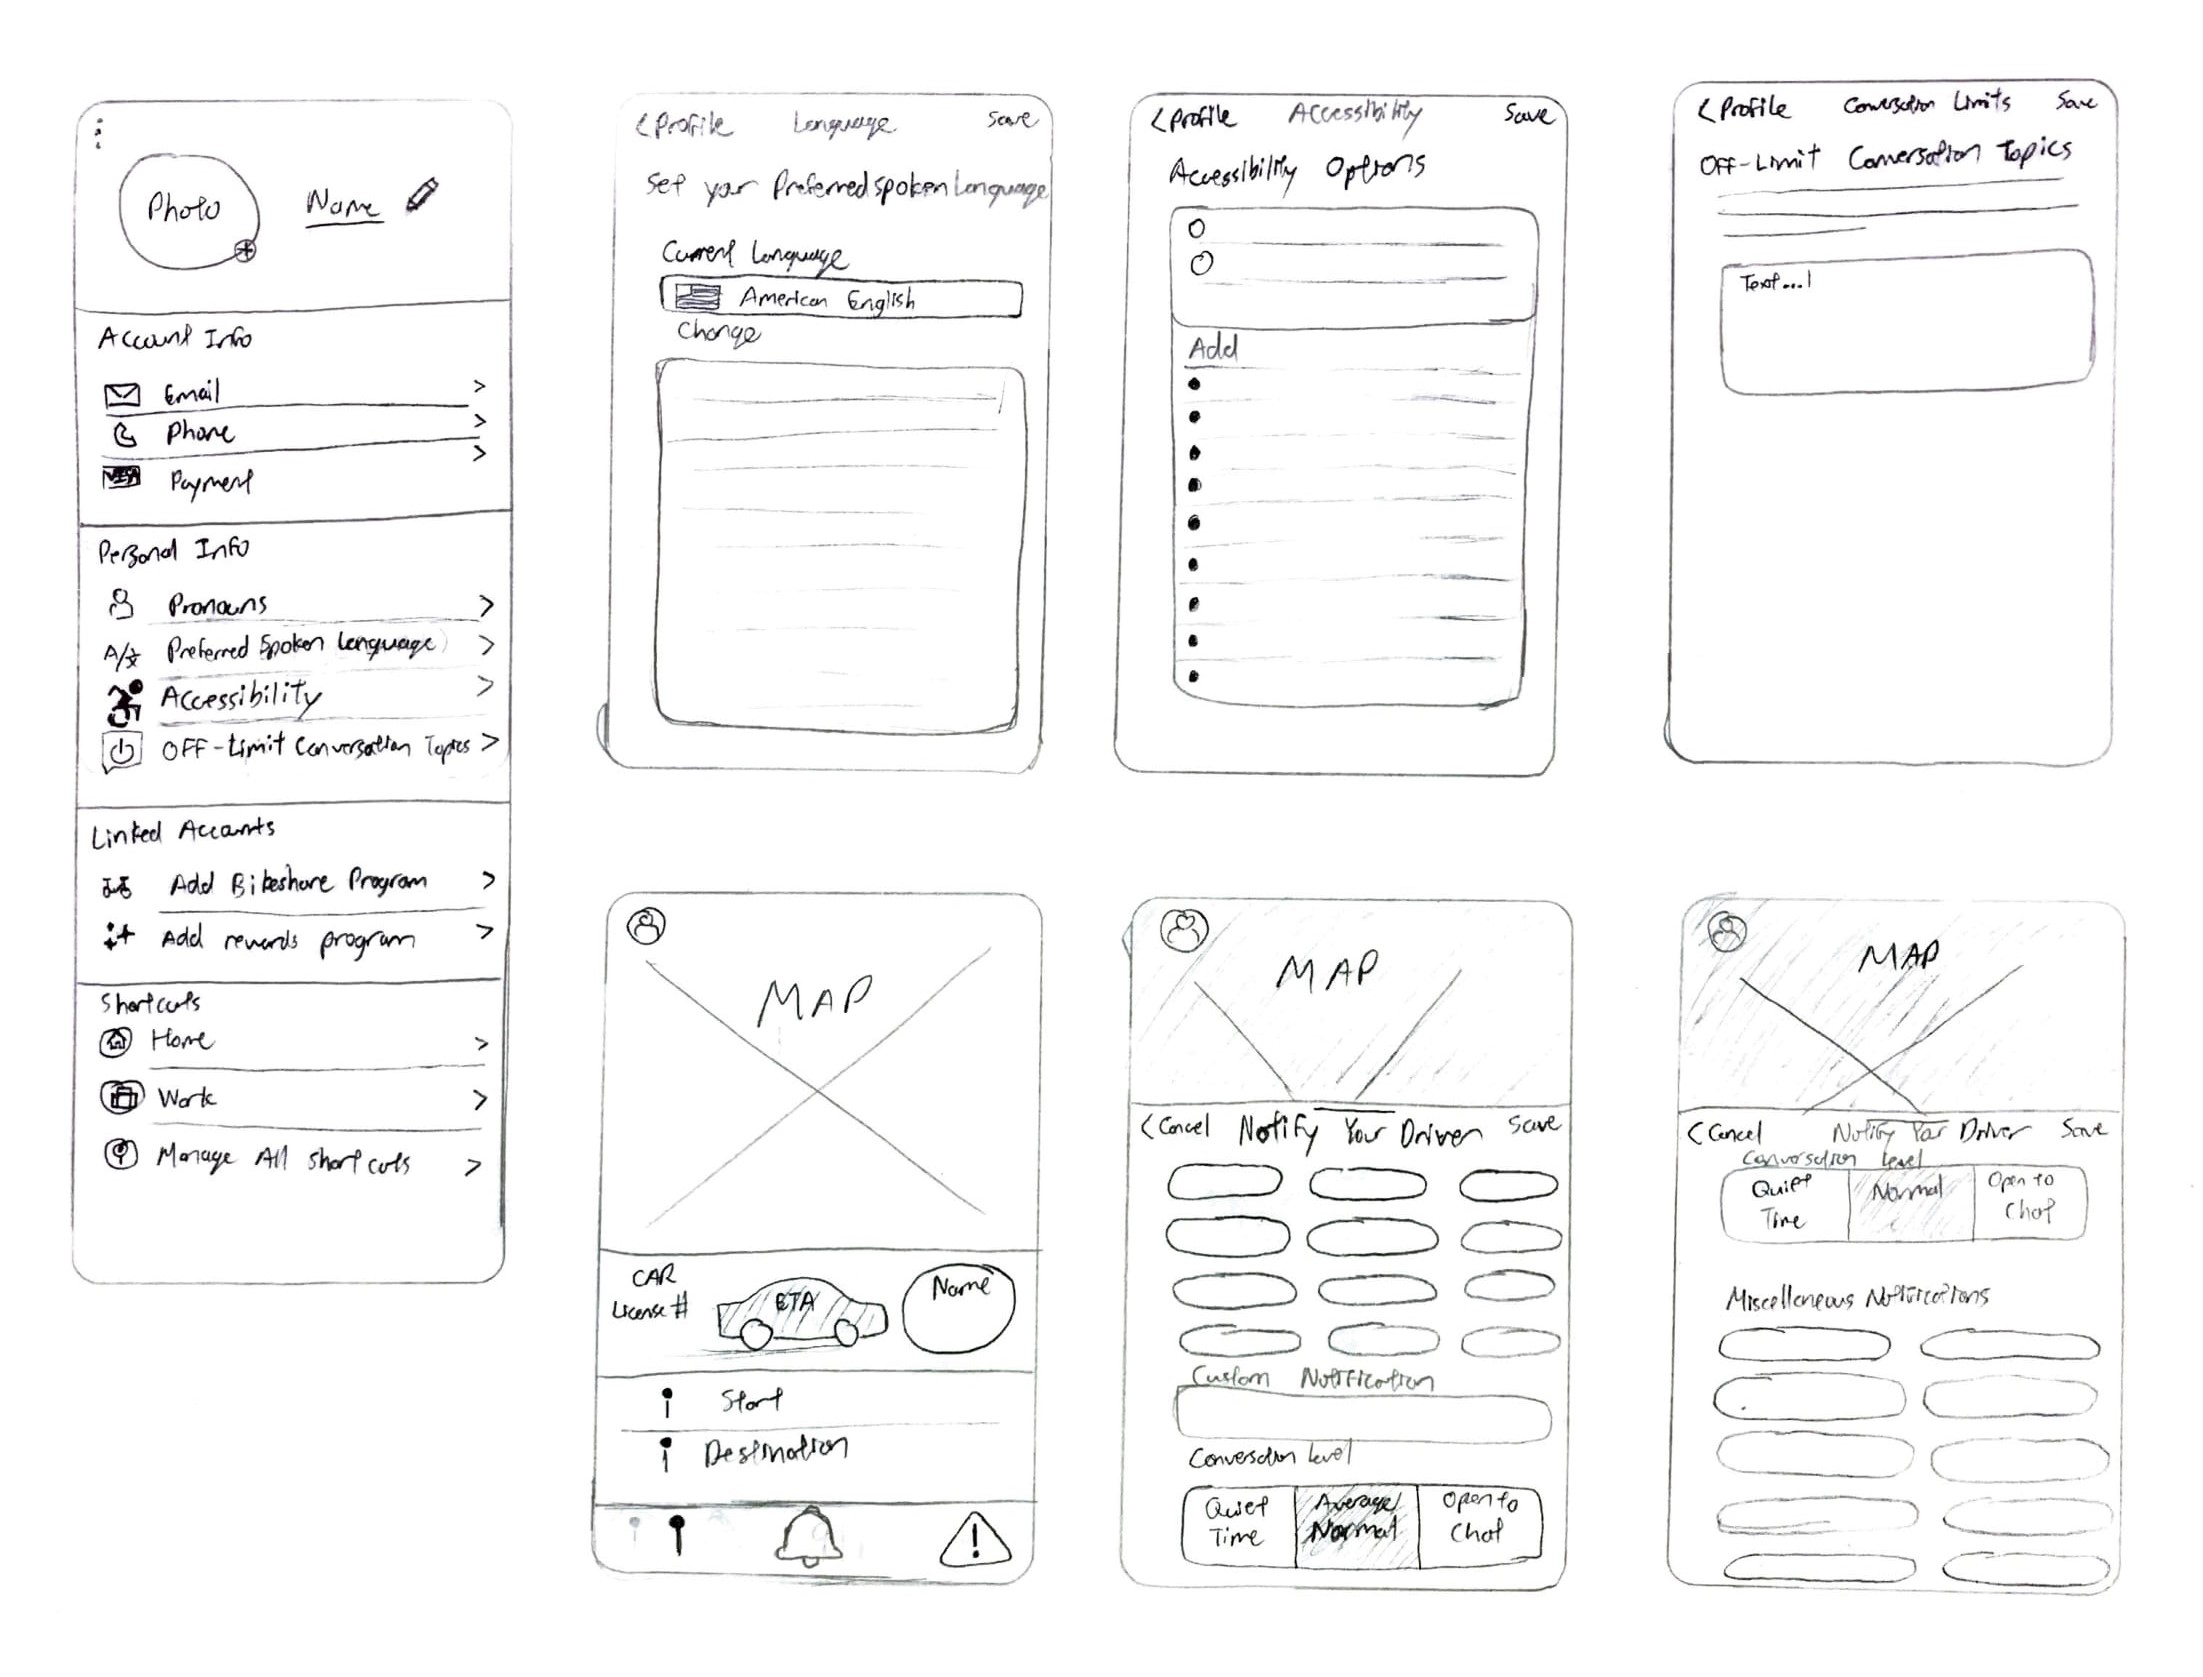 Photo
Name
Account Info
Email
Phone
VISA
Payment
Personal Info
Pronouns
A/文
Preferred Spoken Language
Accessibility
OFF-Limit Conversation Topics
Linked Accounts
Add Bikeshare Program
Add rewards program
Shortcuts
Home
Work
Manage All Shortcuts
< Profile Language Save
Set your Preferred Spoken Language
Current Language
American English
Change
< Profile Accessibility Save
Accessibility Options
Add
< Profile Conversation Limits Save
OFF-Limit Conversation Topics
Text...|
MAP
CAR
License #
ETA
Name
Start
Destination
!
MAP
< Cancel Notify Your Driver Save
Custom Notification
Conversation Level
Quiet Time
Average/ Normal
Open to Chat
MAP
< Cancel Notify Your Driver Save
Conversation Level
Quiet Time
Normal
Open to Chat
Miscellaneous Notifications